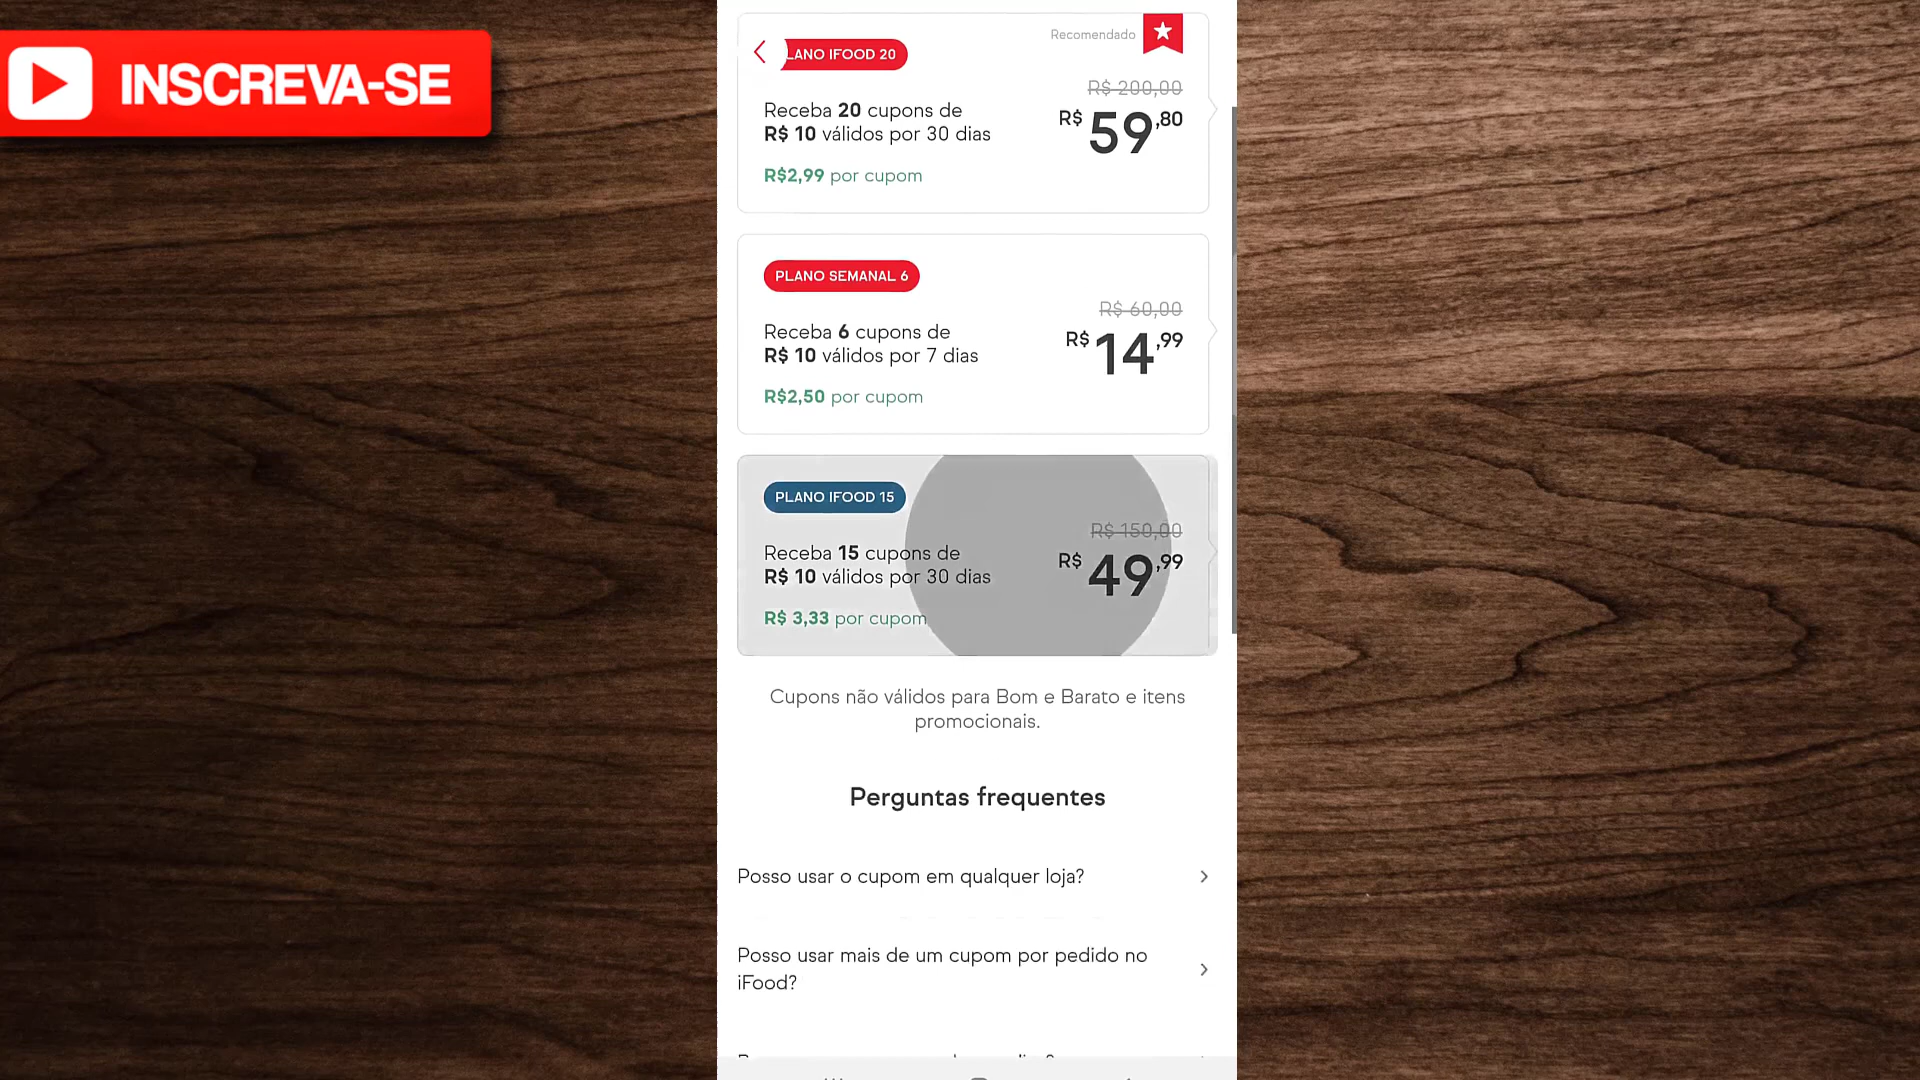 INSCREVA-SE
Recomendado
LANO IFOOD 20
R$ 200,00
Receba 20 cupons de
R$ 10 válidos por 30 dias
R$ 59,80
R$2,99 por cupom
PLANO SEMANAL 6
R$ 60,00
Receba 6 cupons de
R$ 10 válidos por 7 dias
R$ 14,99
R$2,50 por cupom
PLANO IFOOD 15
R$ 150,00
Receba 15 cupons de
R$ 10 válidos por 30 dias
R$ 49,99
R$ 3,33 por cupom
Cupons não válidos para Bom e Barato e itens
promocionais.
Perguntas frequentes
Posso usar o cupom em qualquer loja?
Posso usar mais de um cupom por pedido no
iFood?